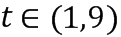 t ∈ (1,9)